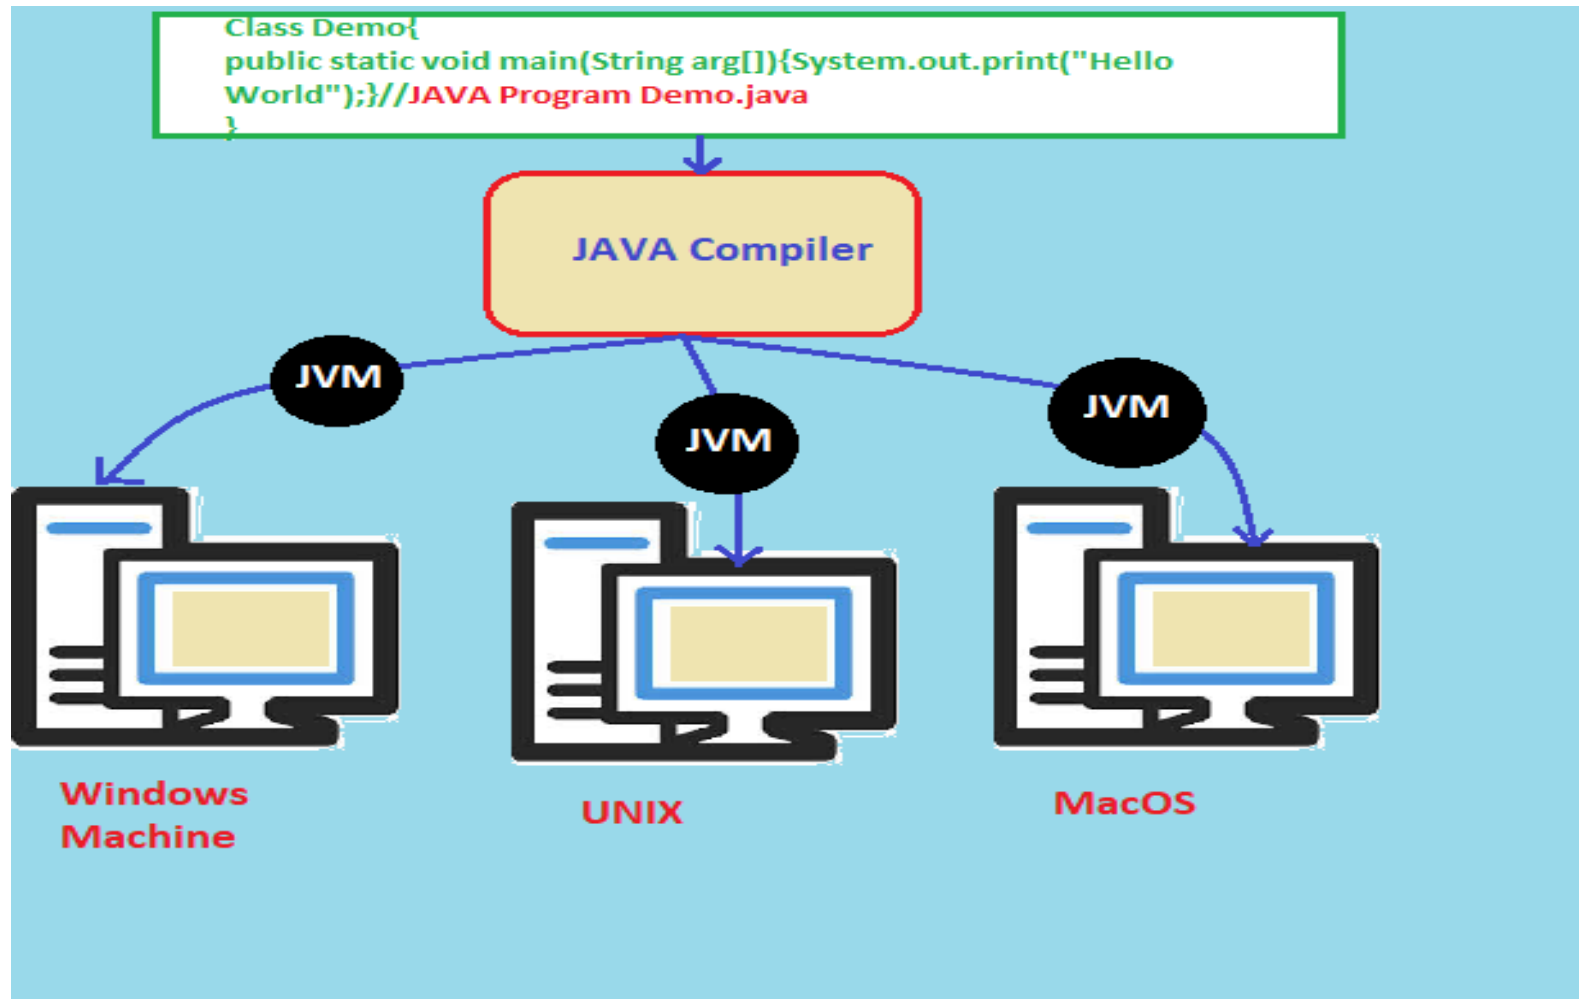 Class Demo{
public static void main(String arg[]){System.out.print("Hello
World");}//JAVA Program Demo.java
}
JAVA Compiler
JVM
JVM
JVM
Windows
Machine
UNIX
MacOS